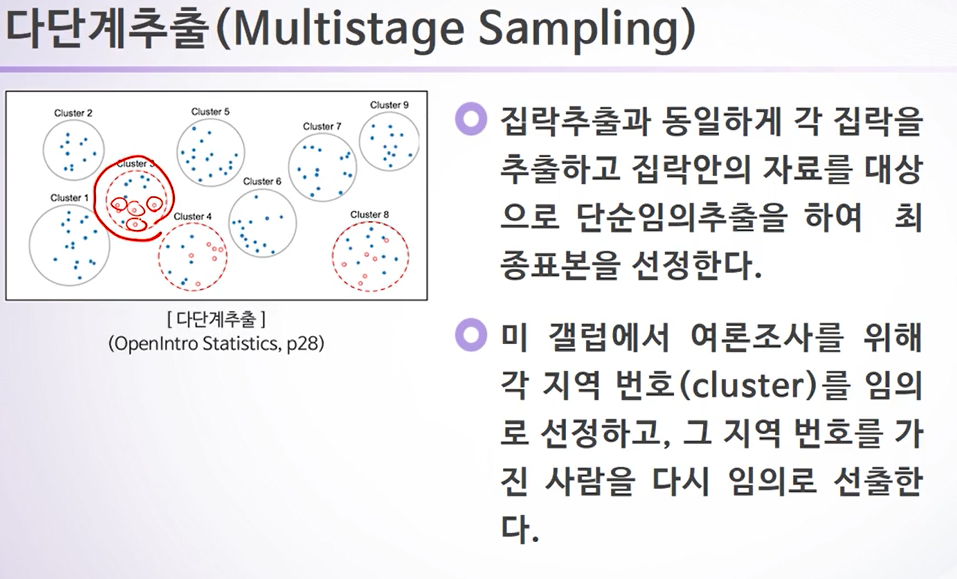 다단계추출(Multistage Sampling)
Cluster 9
Cluster 2
Cluster 5
Cluster 7
Cluster 3
Cluster 6
Cluster 1
Cluster 4
Cluster 8
[ 다단계추출 ]
(OpenIntro Statistics, p28)
집락추출과 동일하게 각 집락을
추출하고 집락안의 자료를 대상
으로 단순임의추출을 하여 최
종표본을 선정한다.
미 갤럽에서 여론조사를 위해
각 지역 번호(cluster)를 임의
로 선정하고, 그 지역 번호를 가
진 사람을 다시 임의로 선출한
다.